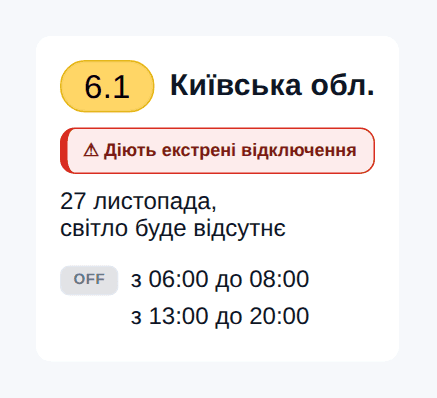 6.1 Київська обл.
⚠ Діють екстрені відключення
27 листопада,
світло буде відсутнє
OFF з 06:00 до 08:00
з 13:00 до 20:00